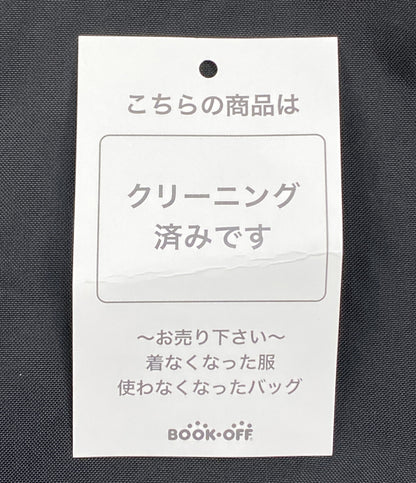 こちらの商品は
クリーニング
済みです
〜お売り下さい〜
着なくなった服
使わなくなったバッグ
BOOK・OFF